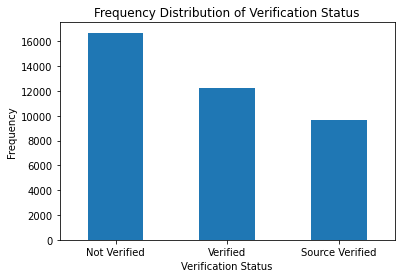 Frequency Distribution of Verification Status
16000
14000
12000
10000
8000
6000
4000
2000
0
Frequency
Not Verified
Verified
Source Verified
Verification Status